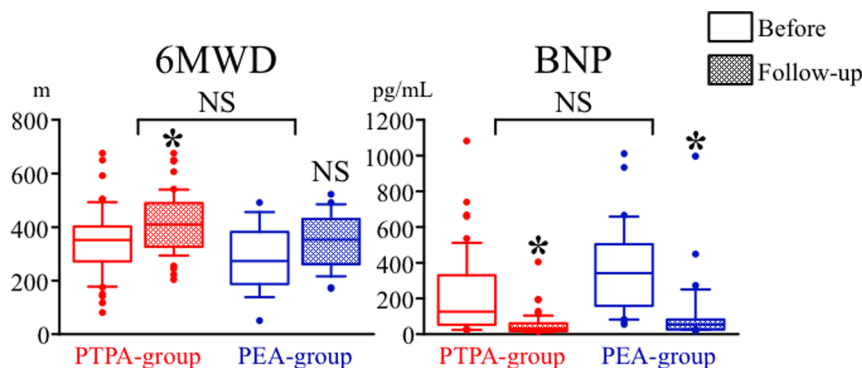 Before
Follow-up
6MWD
BNP
m
NS
pg/mL
NS
800
600
400
200
0
*
NS
1200
1000
800
600
400
200
0
*
*
PTPA-group
PEA-group
PTPA-group
PEA-group